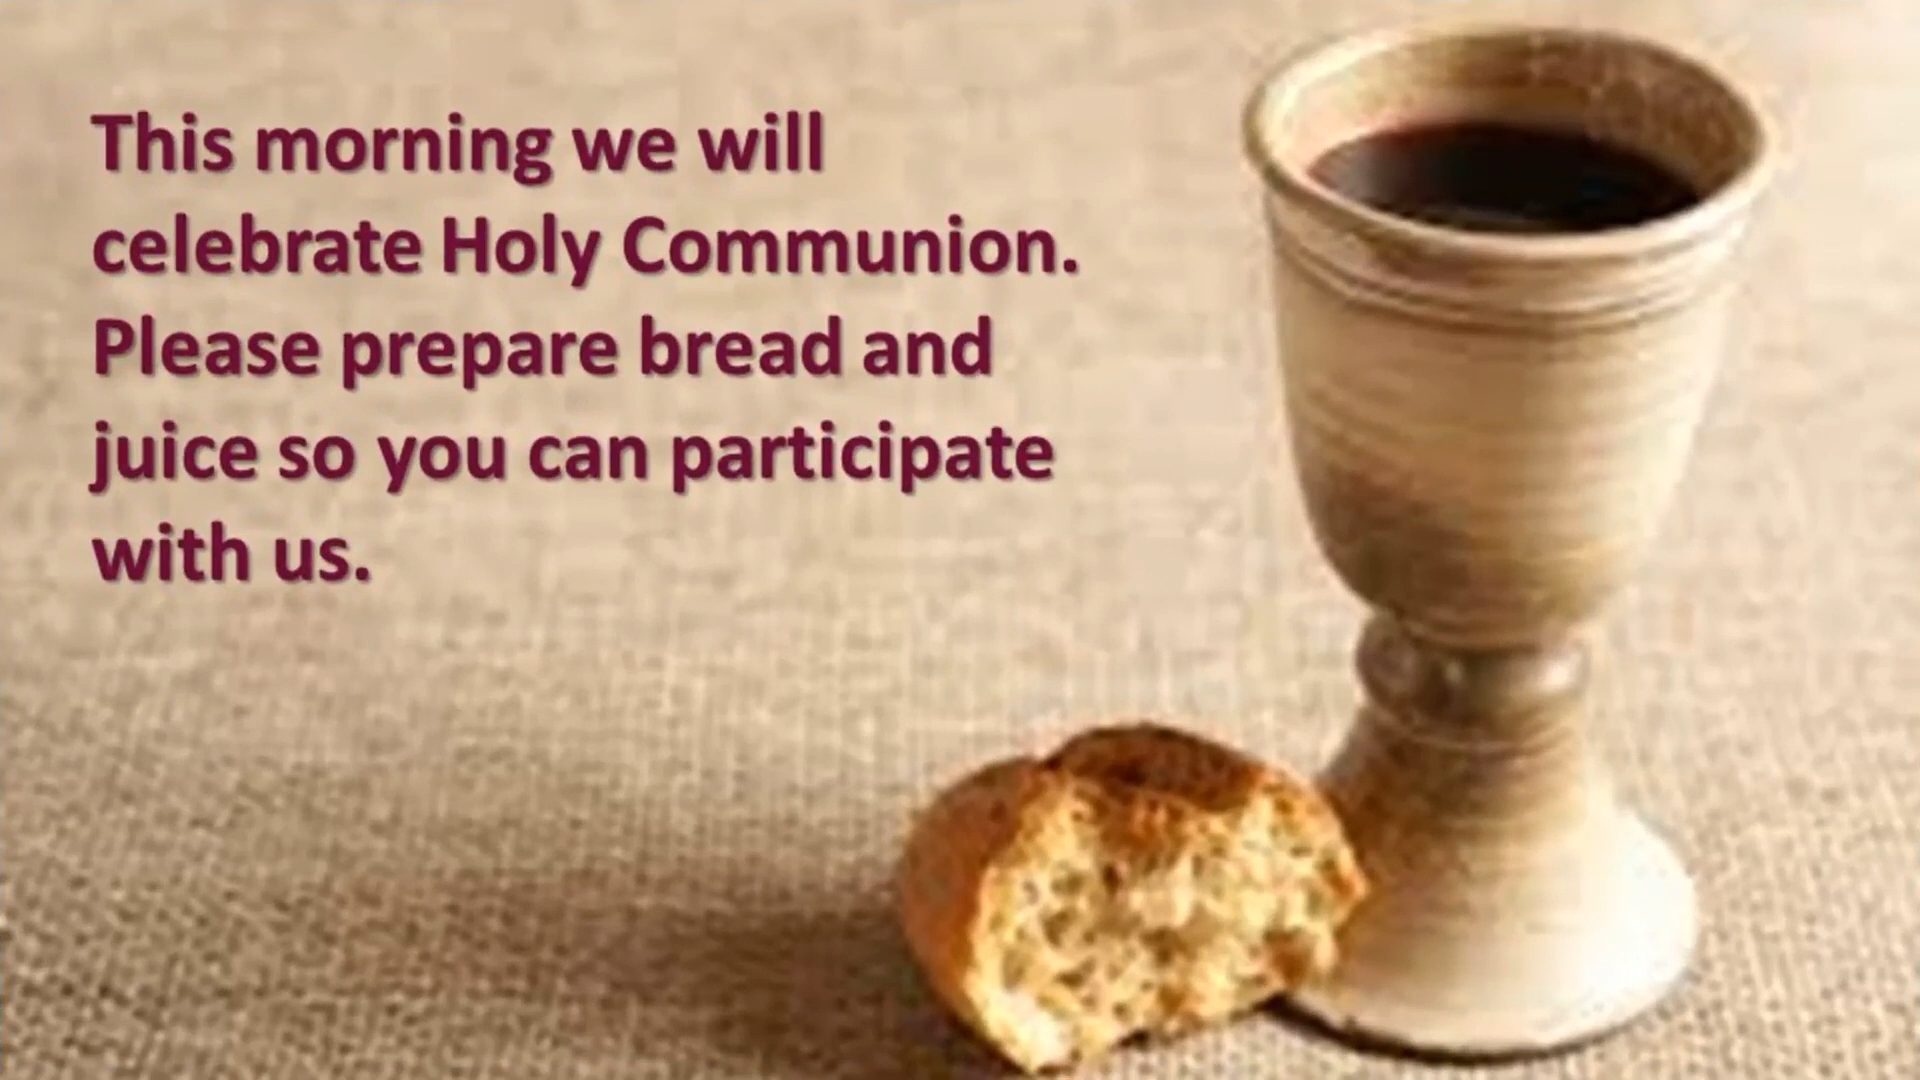 This morning we will
celebrate Holy Communion.
Please prepare bread and
juice so you can participate
with us.